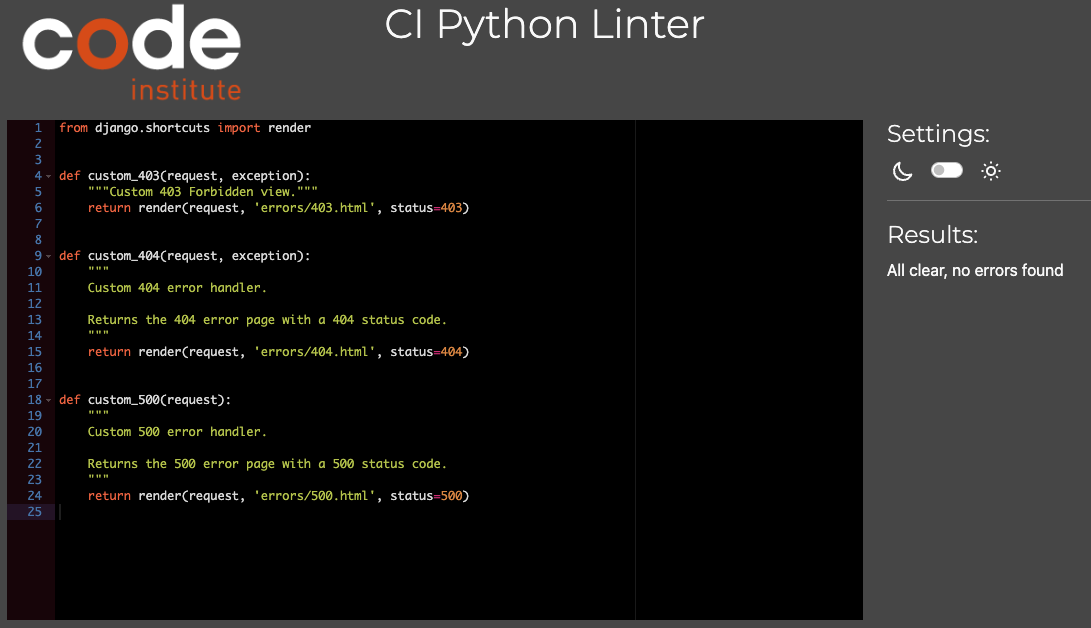 code
institute
CI Python Linter
1 from django.shortcuts import render
2
3
4 def custom_403(request, exception):
5     """Custom 403 Forbidden view."""
6     return render(request, 'errors/403.html', status=403)
7
8
9 def custom_404(request, exception):
10     """
11     Custom 404 error handler.
12
13     Returns the 404 error page with a 404 status code.
14     """
15     return render(request, 'errors/404.html', status=404)
16
17
18 def custom_500(request):
19     """
20     Custom 500 error handler.
21
22     Returns the 500 error page with a 500 status code.
23     """
24     return render(request, 'errors/500.html', status=500)
25
Settings:
Results:
All clear, no errors found